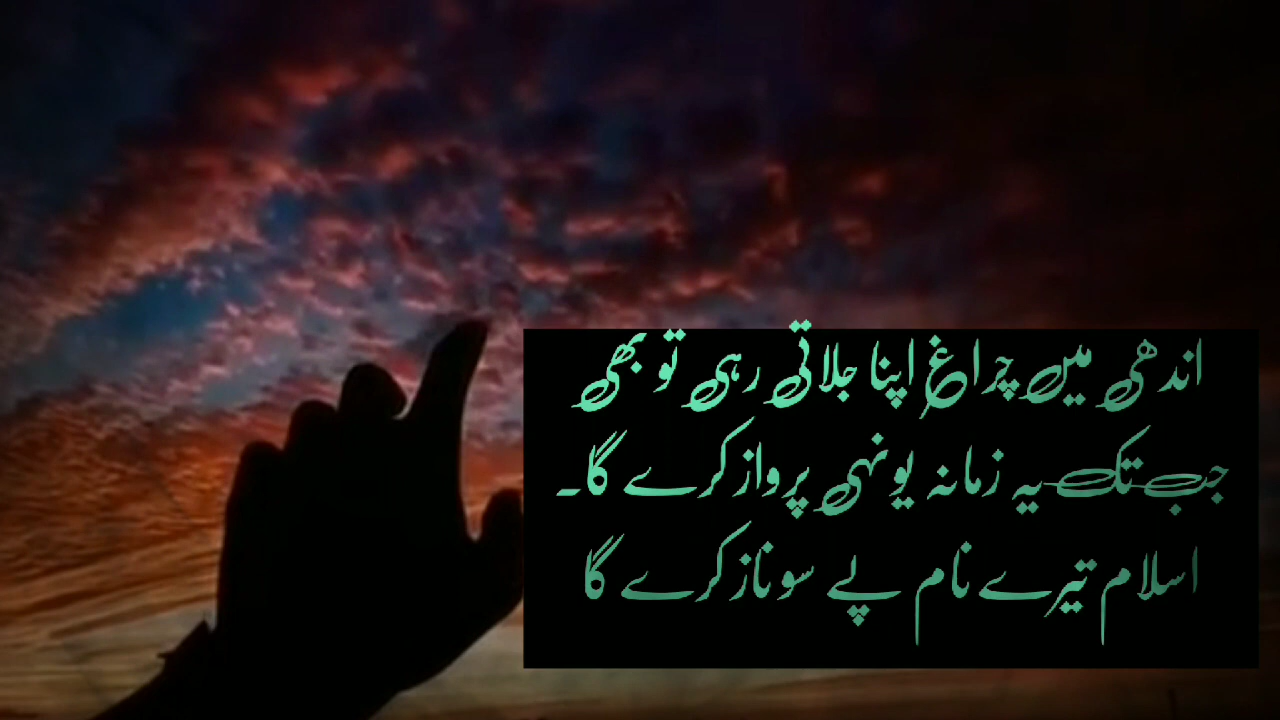 اندھی میں چراغ اپنا جلاتی رہی تو بھی
جب تک یہ زمانہ یونہی پرواز کرے گا۔
اسلام تیرے نام پے سو ناز کرے گا